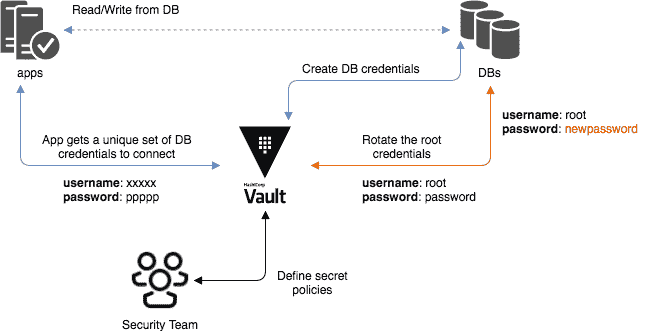 Read/Write from DB
apps
DBs
Create DB credentials
username: root
password: newpassword
App gets a unique set of DB
credentials to connect
Rotate the root
credentials
username: xxxxx
password: ppppp
HashiCorp
Vault
username: root
password: password
Define secret
policies
Security Team